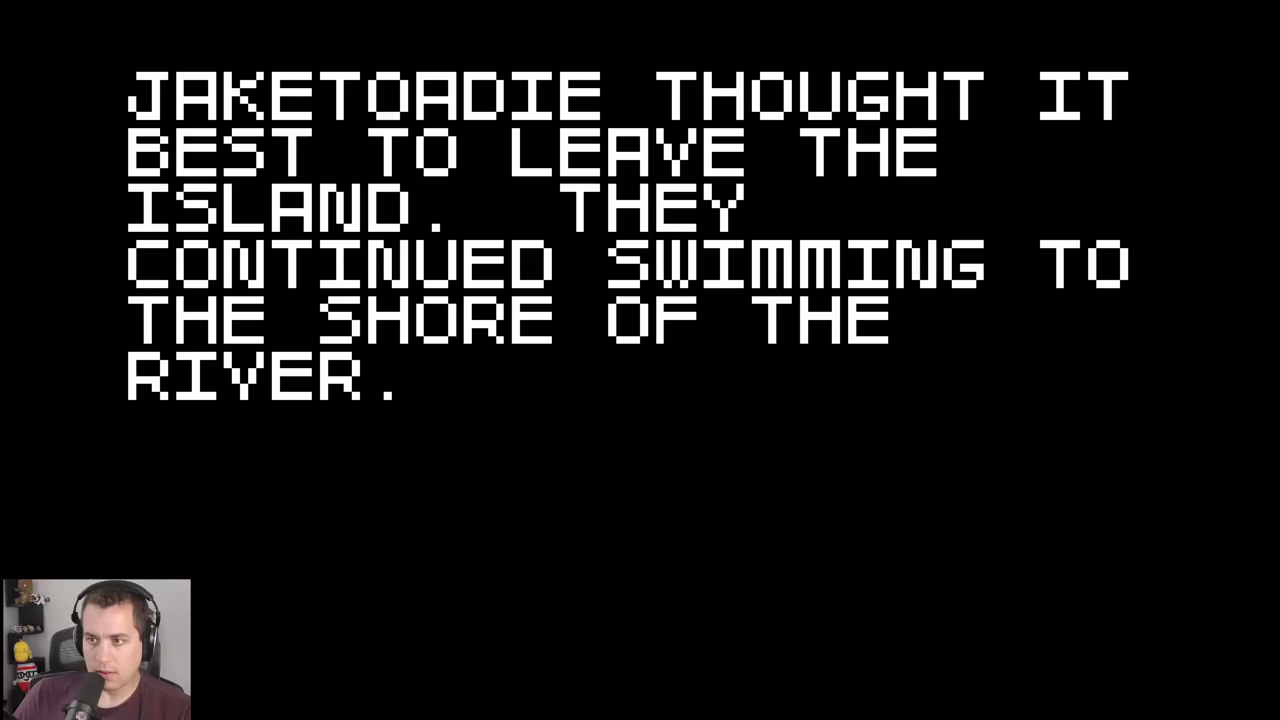 JAKETOADIE THOUGHT IT
BEST TO LEAVE THE
ISLAND.  THEY
CONTINUED SWIMMING TO
THE SHORE OF THE
RIVER.